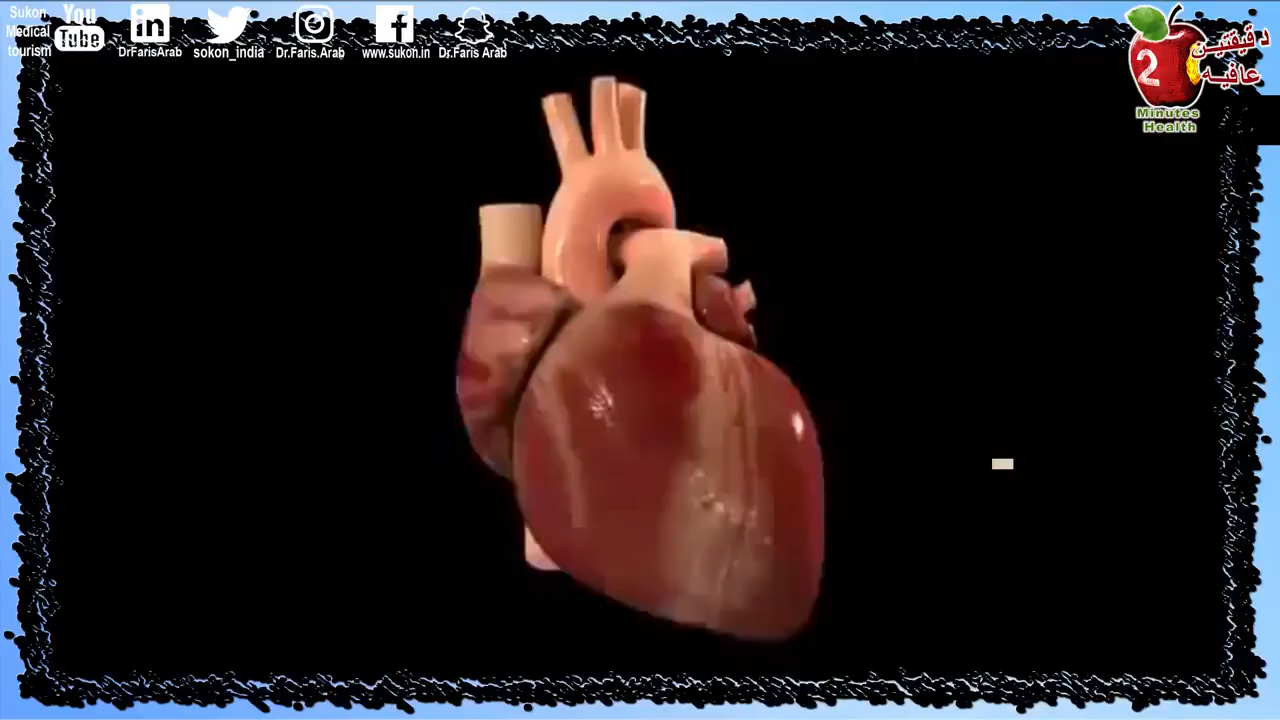 Sukon
Medical
tourism
You
Tube
DrFarisArab
sokon_india
Dr.Faris.Arab
www.sukon.in
Dr.Faris Arab
2
دقيقتين
عافيه
Minutes
Health